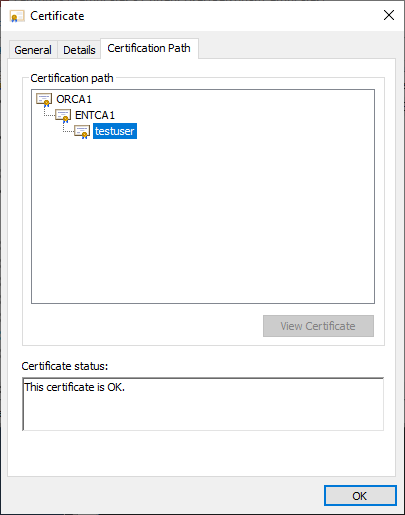 Certificate
General Details Certification Path
Certification path
ORCA1
ENTCA1
testuser
View Certificate
Certificate status:
This certificate is OK.
OK